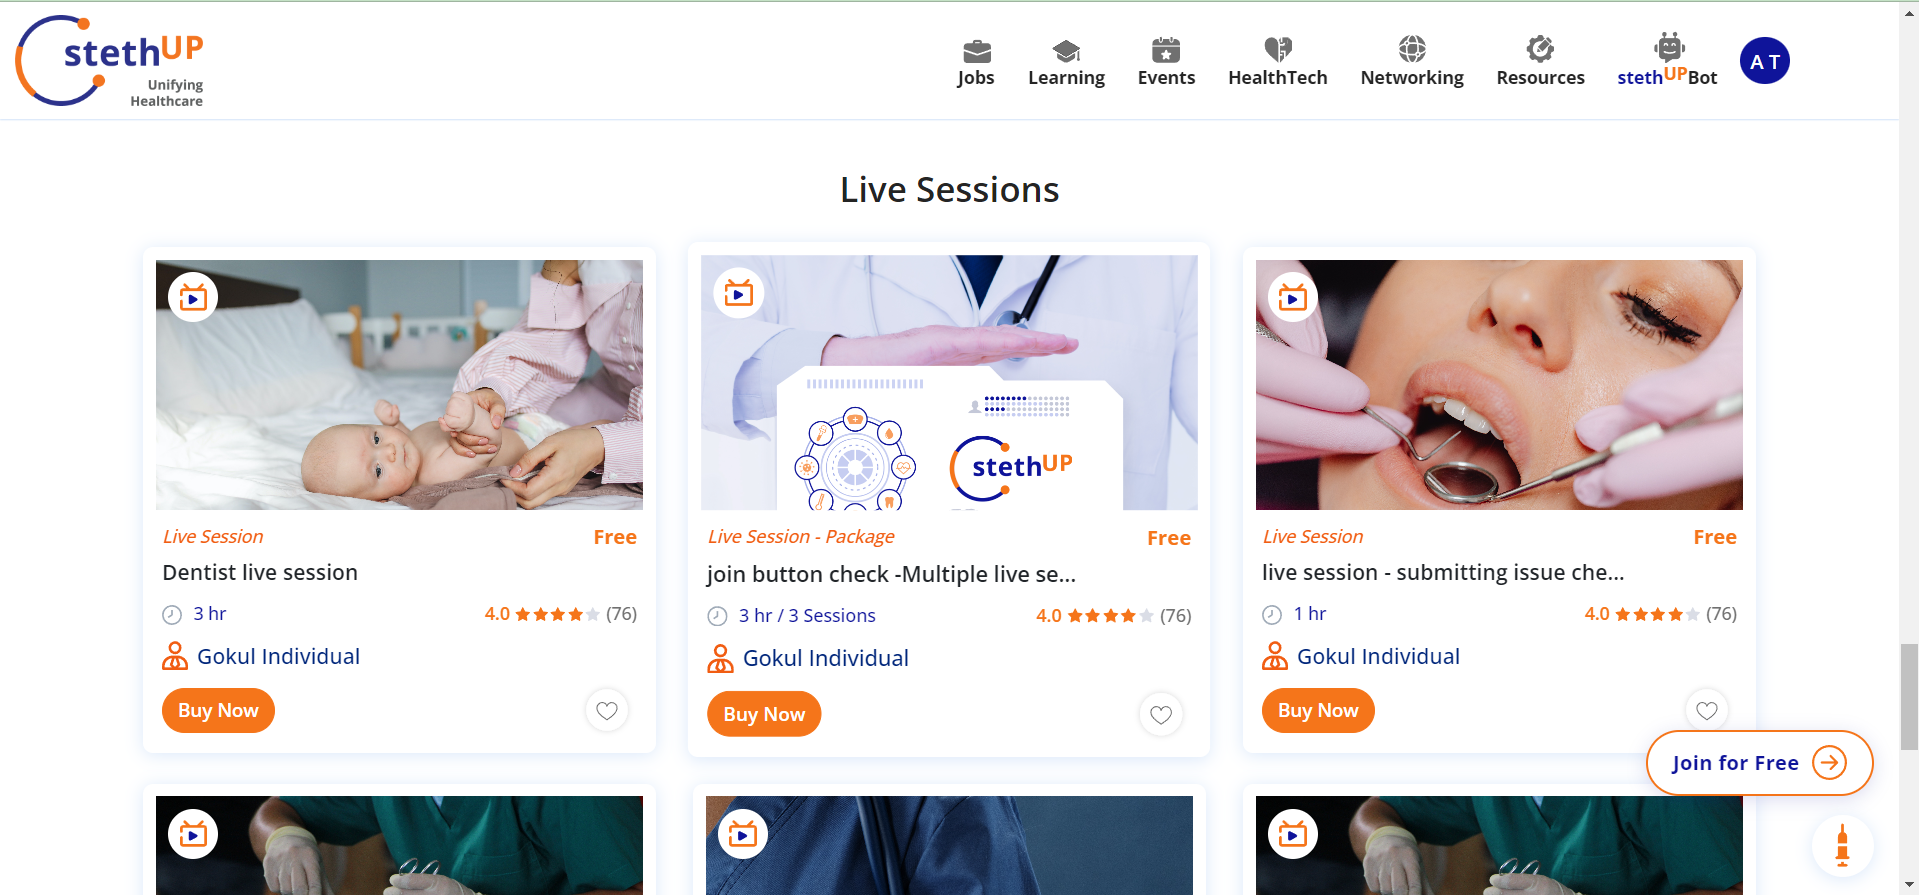 stethUP
Unifying
Healthcare
Jobs
Learning
Events
HealthTech
Networking
Resources
stethUPBot
A T
Live Sessions
Live Session
Free
Dentist live session
3 hr
4.0
(76)
Gokul Individual
Buy Now
stethUP
Live Session - Package
Free
join button check -Multiple live se...
3 hr / 3 Sessions
4.0
(76)
Gokul Individual
Buy Now
Live Session
Free
live session - submitting issue che...
1 hr
4.0
(76)
Gokul Individual
Buy Now
Join for Free